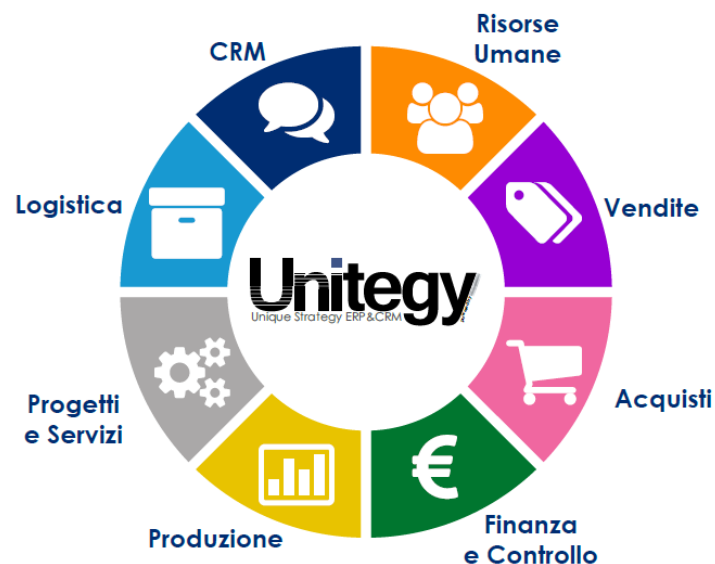 Risorse
Umane
CRM
Vendite
Logistica
Unitegy
Unique Strategy ERP&CRM
Acquisti
Progetti
e Servizi
Produzione
Finanza
e Controllo
€